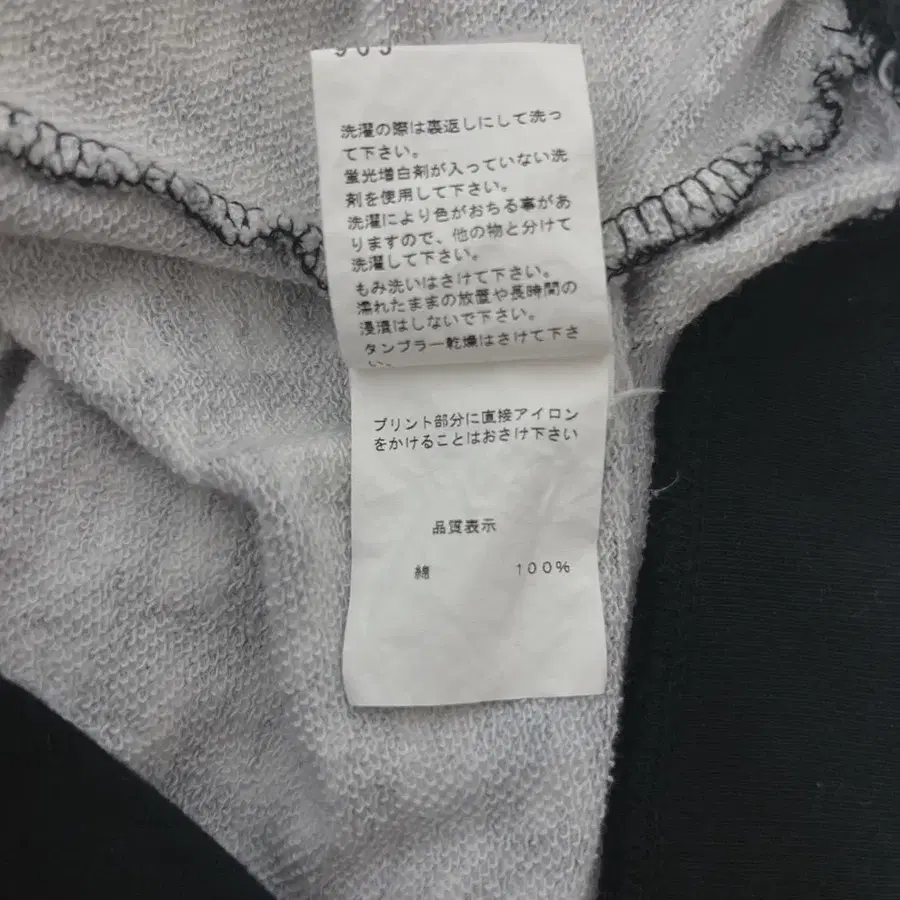 905
洗濯の際は裏返しにして洗っ
て下さい。
蛍光増白剤が入っていない洗
剤を使用して下さい。
洗濯により色がおちる事があ
りますので、他の物と分けて
洗濯して下さい。
もみ洗いはさけて下さい。
濡れたままの放置や長時間の
浸漬はしないで下さい。
タンブラー乾燥はさけて下さ
い。
プリント部分に直接アイロン
をかけることはおさけ下さい
品質表示
綿 100%